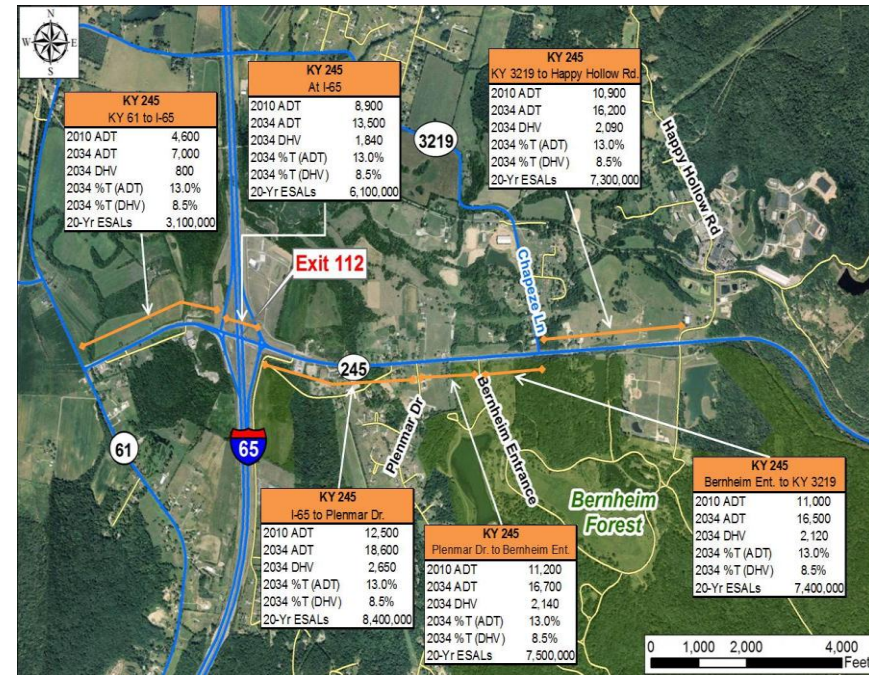 N
W E
S
KY 245
KY 61 to I-65
2010 ADT 4,600
2034 ADT 7,000
2034 DHV 800
2034 %T (ADT) 13.0%
2034 %T (DHV) 8.5%
20-Yr ESALs 3,100,000
KY 245
At I-65
2010 ADT 8,900
2034 ADT 13,500
2034 DHV 1,840
2034 %T (ADT) 13.0%
2034 %T (DHV) 8.5%
20-Yr ESALs 6,100,000
KY 245
KY 3219 to Happy Hollow Rd.
2010 ADT 10,900
2034 ADT 16,200
2034 DHV 2,090
2034 %T (ADT) 13.0%
2034 %T (DHV) 8.5%
20-Yr ESALs 7,300,000
3219
Happy Hollow Rd
Exit 112
Chapeze Ln
245
61
65
Plenmar Dr
Bernheim Entrance
Bernheim
Forest
KY 245
I-65 to Plenmar Dr.
2010 ADT 12,500
2034 ADT 18,600
2034 DHV 2,650
2034 %T (ADT) 13.0%
2034 %T (DHV) 8.5%
20-Yr ESALs 8,400,000
KY 245
Plenmar Dr. to Bernheim Ent.
2010 ADT 11,200
2034 ADT 16,700
2034 DHV 2,140
2034 %T (ADT) 13.0%
2034 %T (DHV) 8.5%
20-Yr ESALs 7,500,000
KY 245
Bernheim Ent. to KY 3219
2010 ADT 11,000
2034 ADT 16,500
2034 DHV 2,120
2034 %T (ADT) 13.0%
2034 %T (DHV) 8.5%
20-Yr ESALs 7,400,000
0 1,000 2,000 4,000
Feet